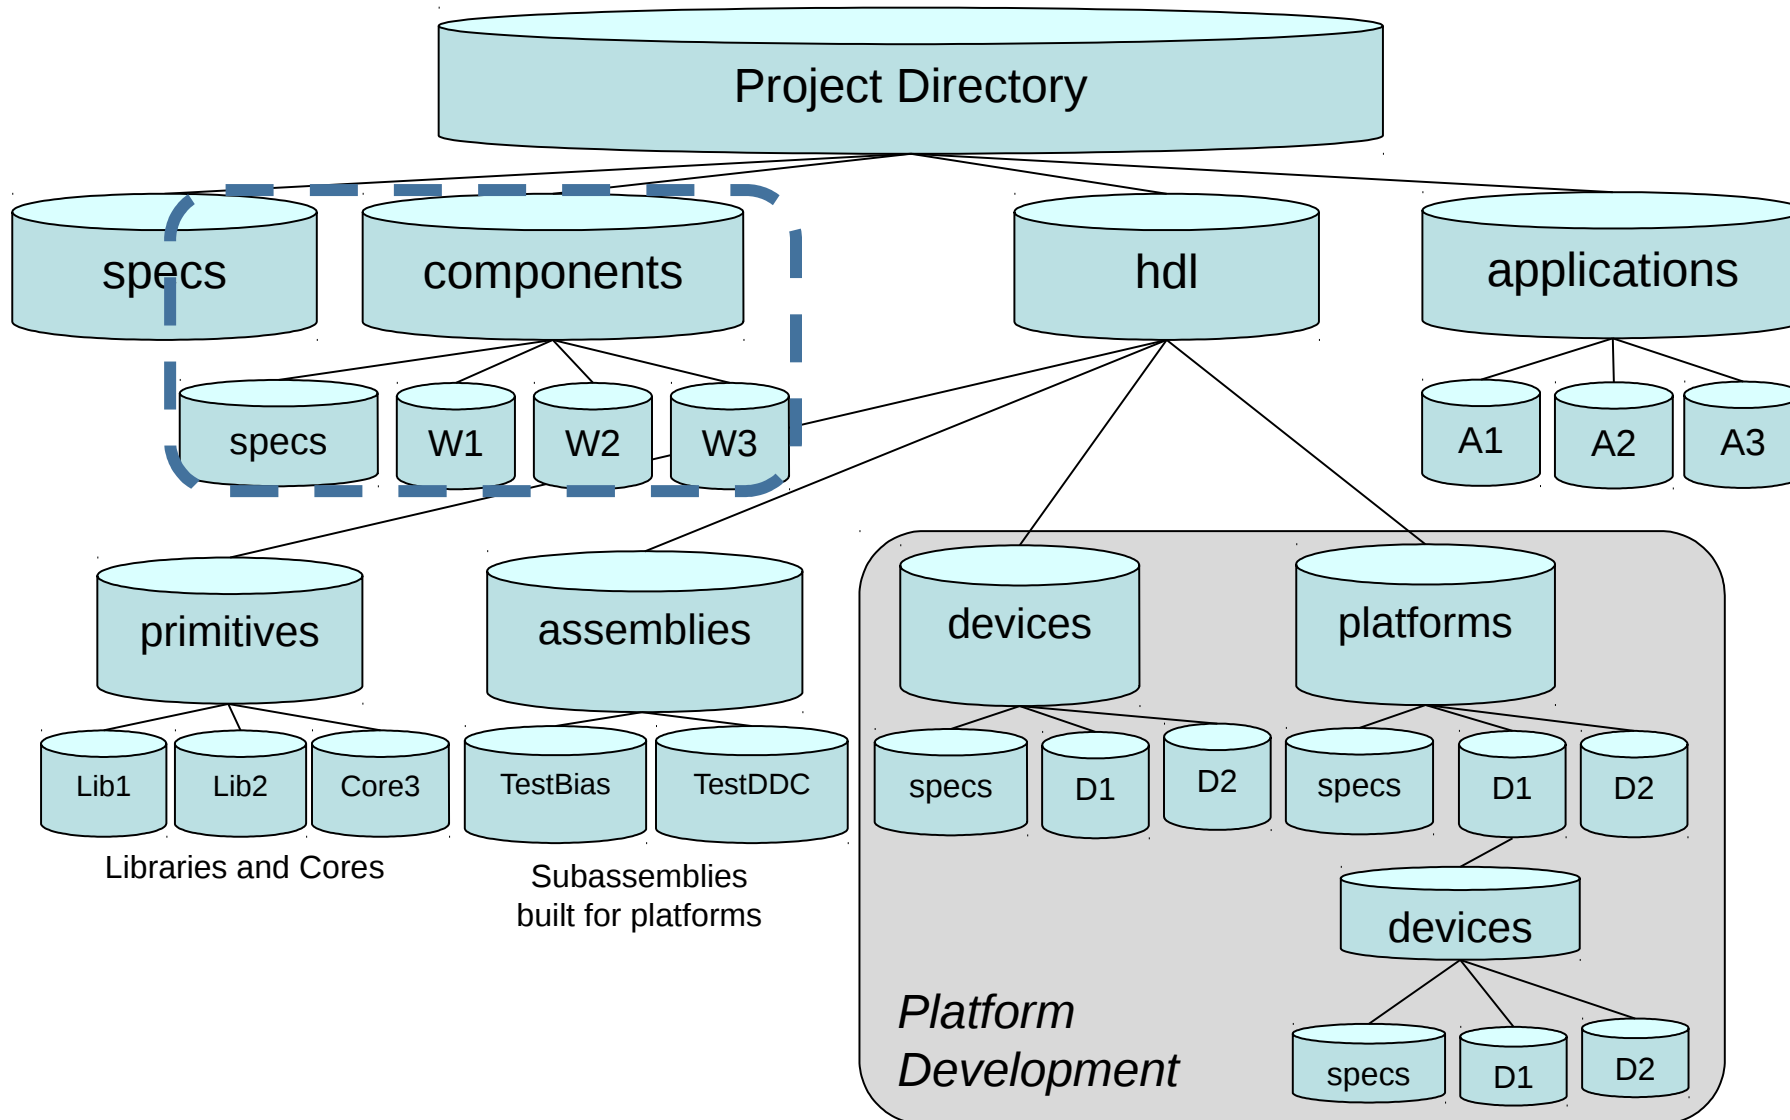 Project Directory
specs
components
hdl
applications
specs
W1
W2
W3
A1
A2
A3
primitives
assemblies
devices
platforms
Lib1
Lib2
Core3
TestBias
TestDDC
specs
D1
D2
specs
D1
D2
Libraries and Cores
Subassemblies
built for platforms
devices
Platform
Development
specs
D1
D2